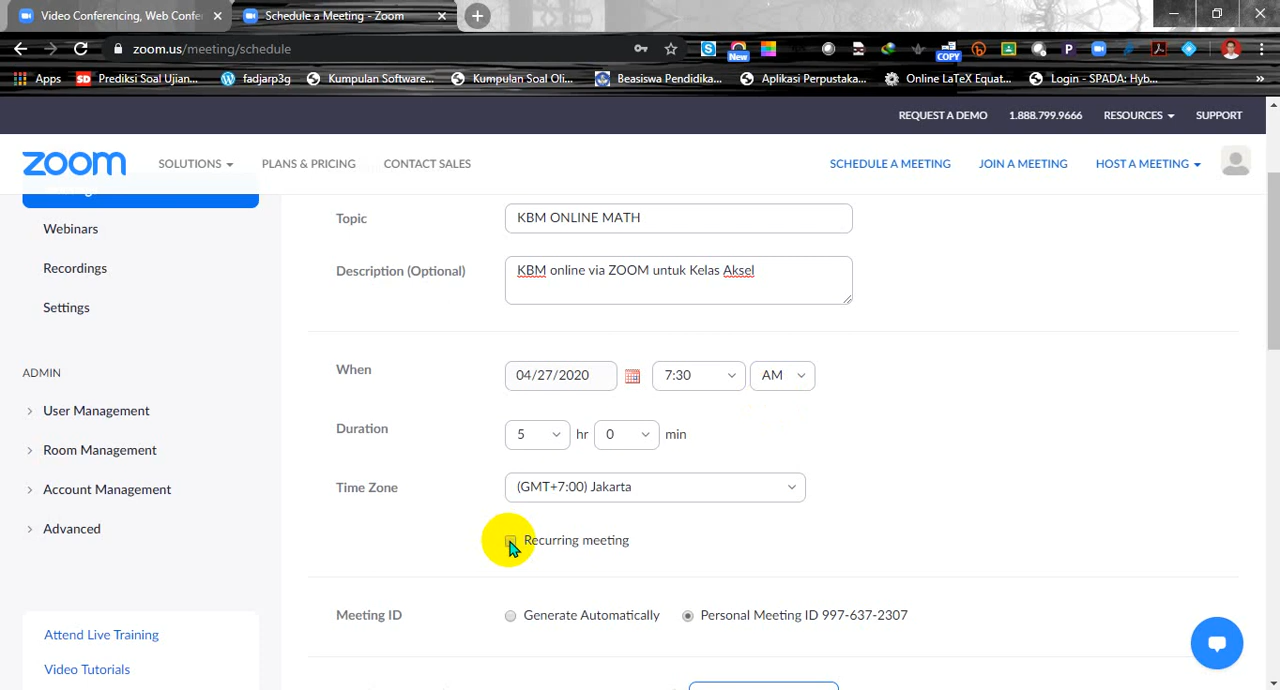 Video Conferencing, Web Confe
Schedule a Meeting - Zoom
zoom.us/meeting/schedule
New
COPY
Apps
Prediksi Soal Ujian...
fadjarp3g
Kumpulan Software...
Kumpulan Soal Oli...
Beasiswa Pendidika...
Aplikasi Perpustaka...
Online LaTeX Equat...
Login - SPADA: Hyb...
REQUEST A DEMO
1.888.799.9666
RESOURCES
SUPPORT
zoom
SOLUTIONS
PLANS & PRICING
CONTACT SALES
SCHEDULE A MEETING
JOIN A MEETING
HOST A MEETING
Webinars
Recordings
Settings
ADMIN
User Management
Room Management
Account Management
Advanced
Attend Live Training
Video Tutorials
Topic
KBM ONLINE MATH
Description (Optional)
KBM online via ZOOM untuk Kelas Aksel
When
04/27/2020
7:30
AM
Duration
5
hr
0
min
Time Zone
(GMT+7:00) Jakarta
Recurring meeting
Meeting ID
Generate Automatically
Personal Meeting ID 997-637-2307